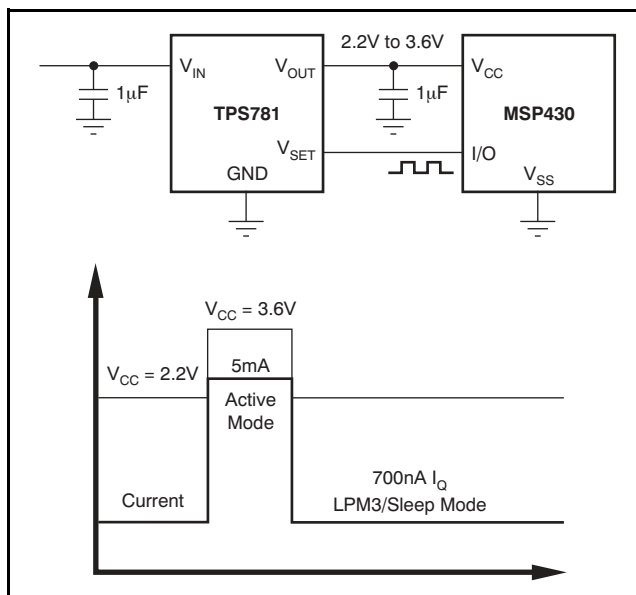 2.2V to 3.6V
V_IN V_OUT V_CC
1μF 1μF
TPS781 MSP430
V_SET I/O
GND V_SS
V_CC = 3.6V
V_CC = 2.2V 5mA
Active
Mode
700nA I_Q
Current LPM3/Sleep Mode